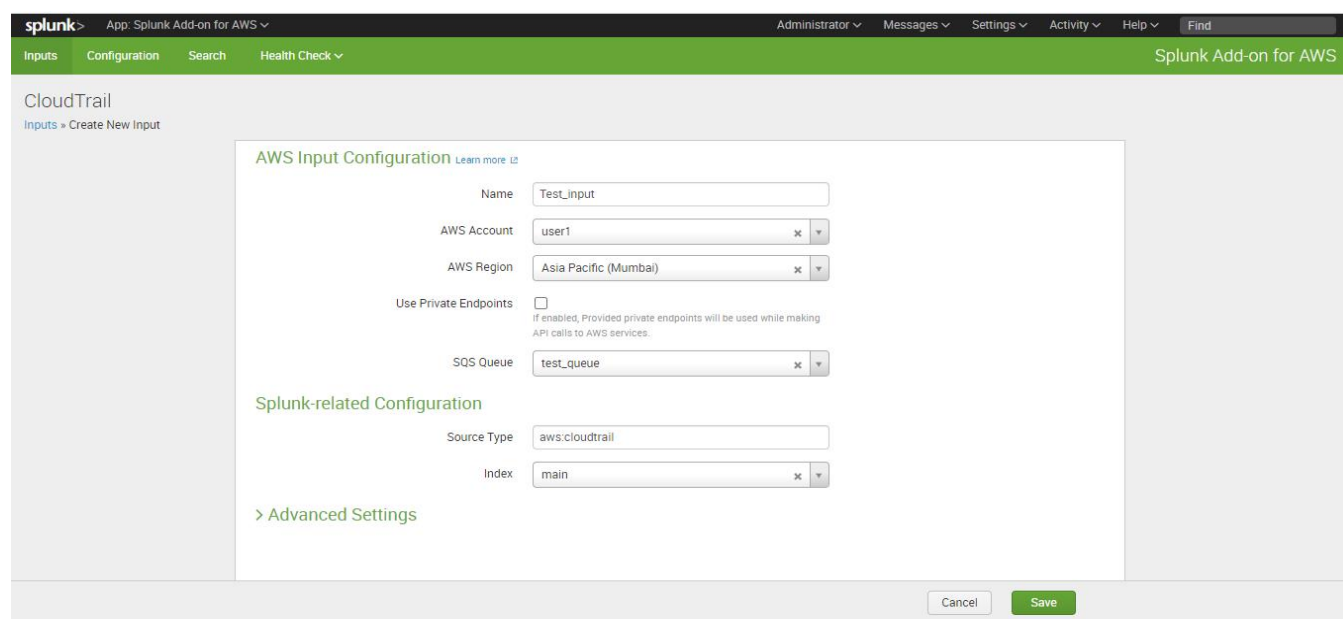 splunk> App: Splunk Add-on for AWS Administrator Messages Settings Activity Help Find
Inputs Configuration Search Health Check Splunk Add-on for AWS
CloudTrail
Inputs » Create New Input
AWS Input Configuration Learn more
Name Test_input
AWS Account user1
AWS Region Asia Pacific (Mumbai)
Use Private Endpoints
If enabled, Provided private endpoints will be used while making
API calls to AWS services.
SQS Queue test_queue
Splunk-related Configuration
Source Type aws:cloudtrail
Index main
> Advanced Settings
Cancel Save